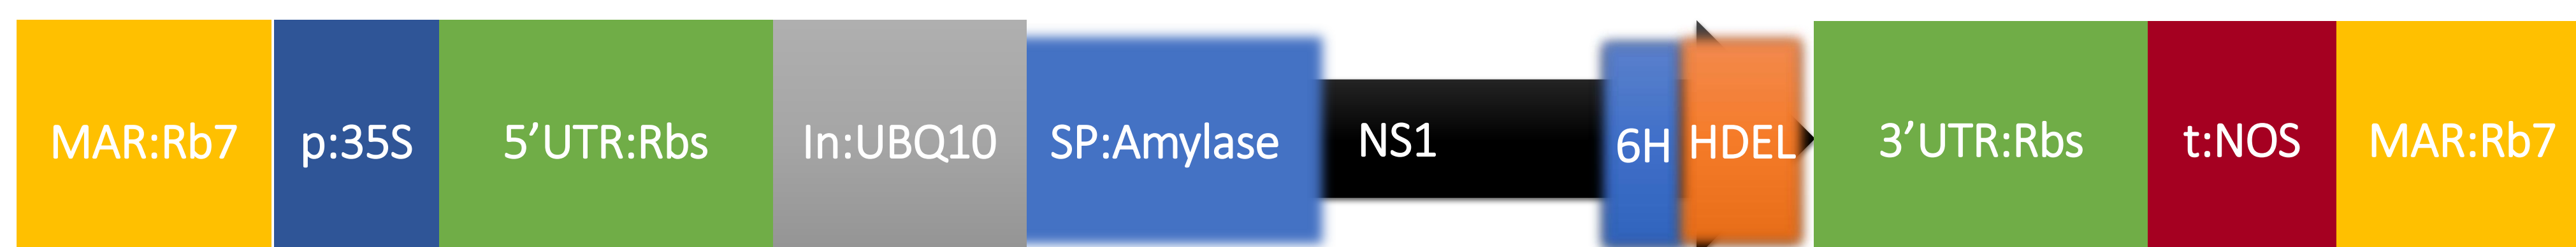 MAR:Rb7 p:35S 5’UTR:Rbs In:UBQ10 SP:Amylase NS1 6H HDEL 3’UTR:Rbs t:NOS MAR:Rb7